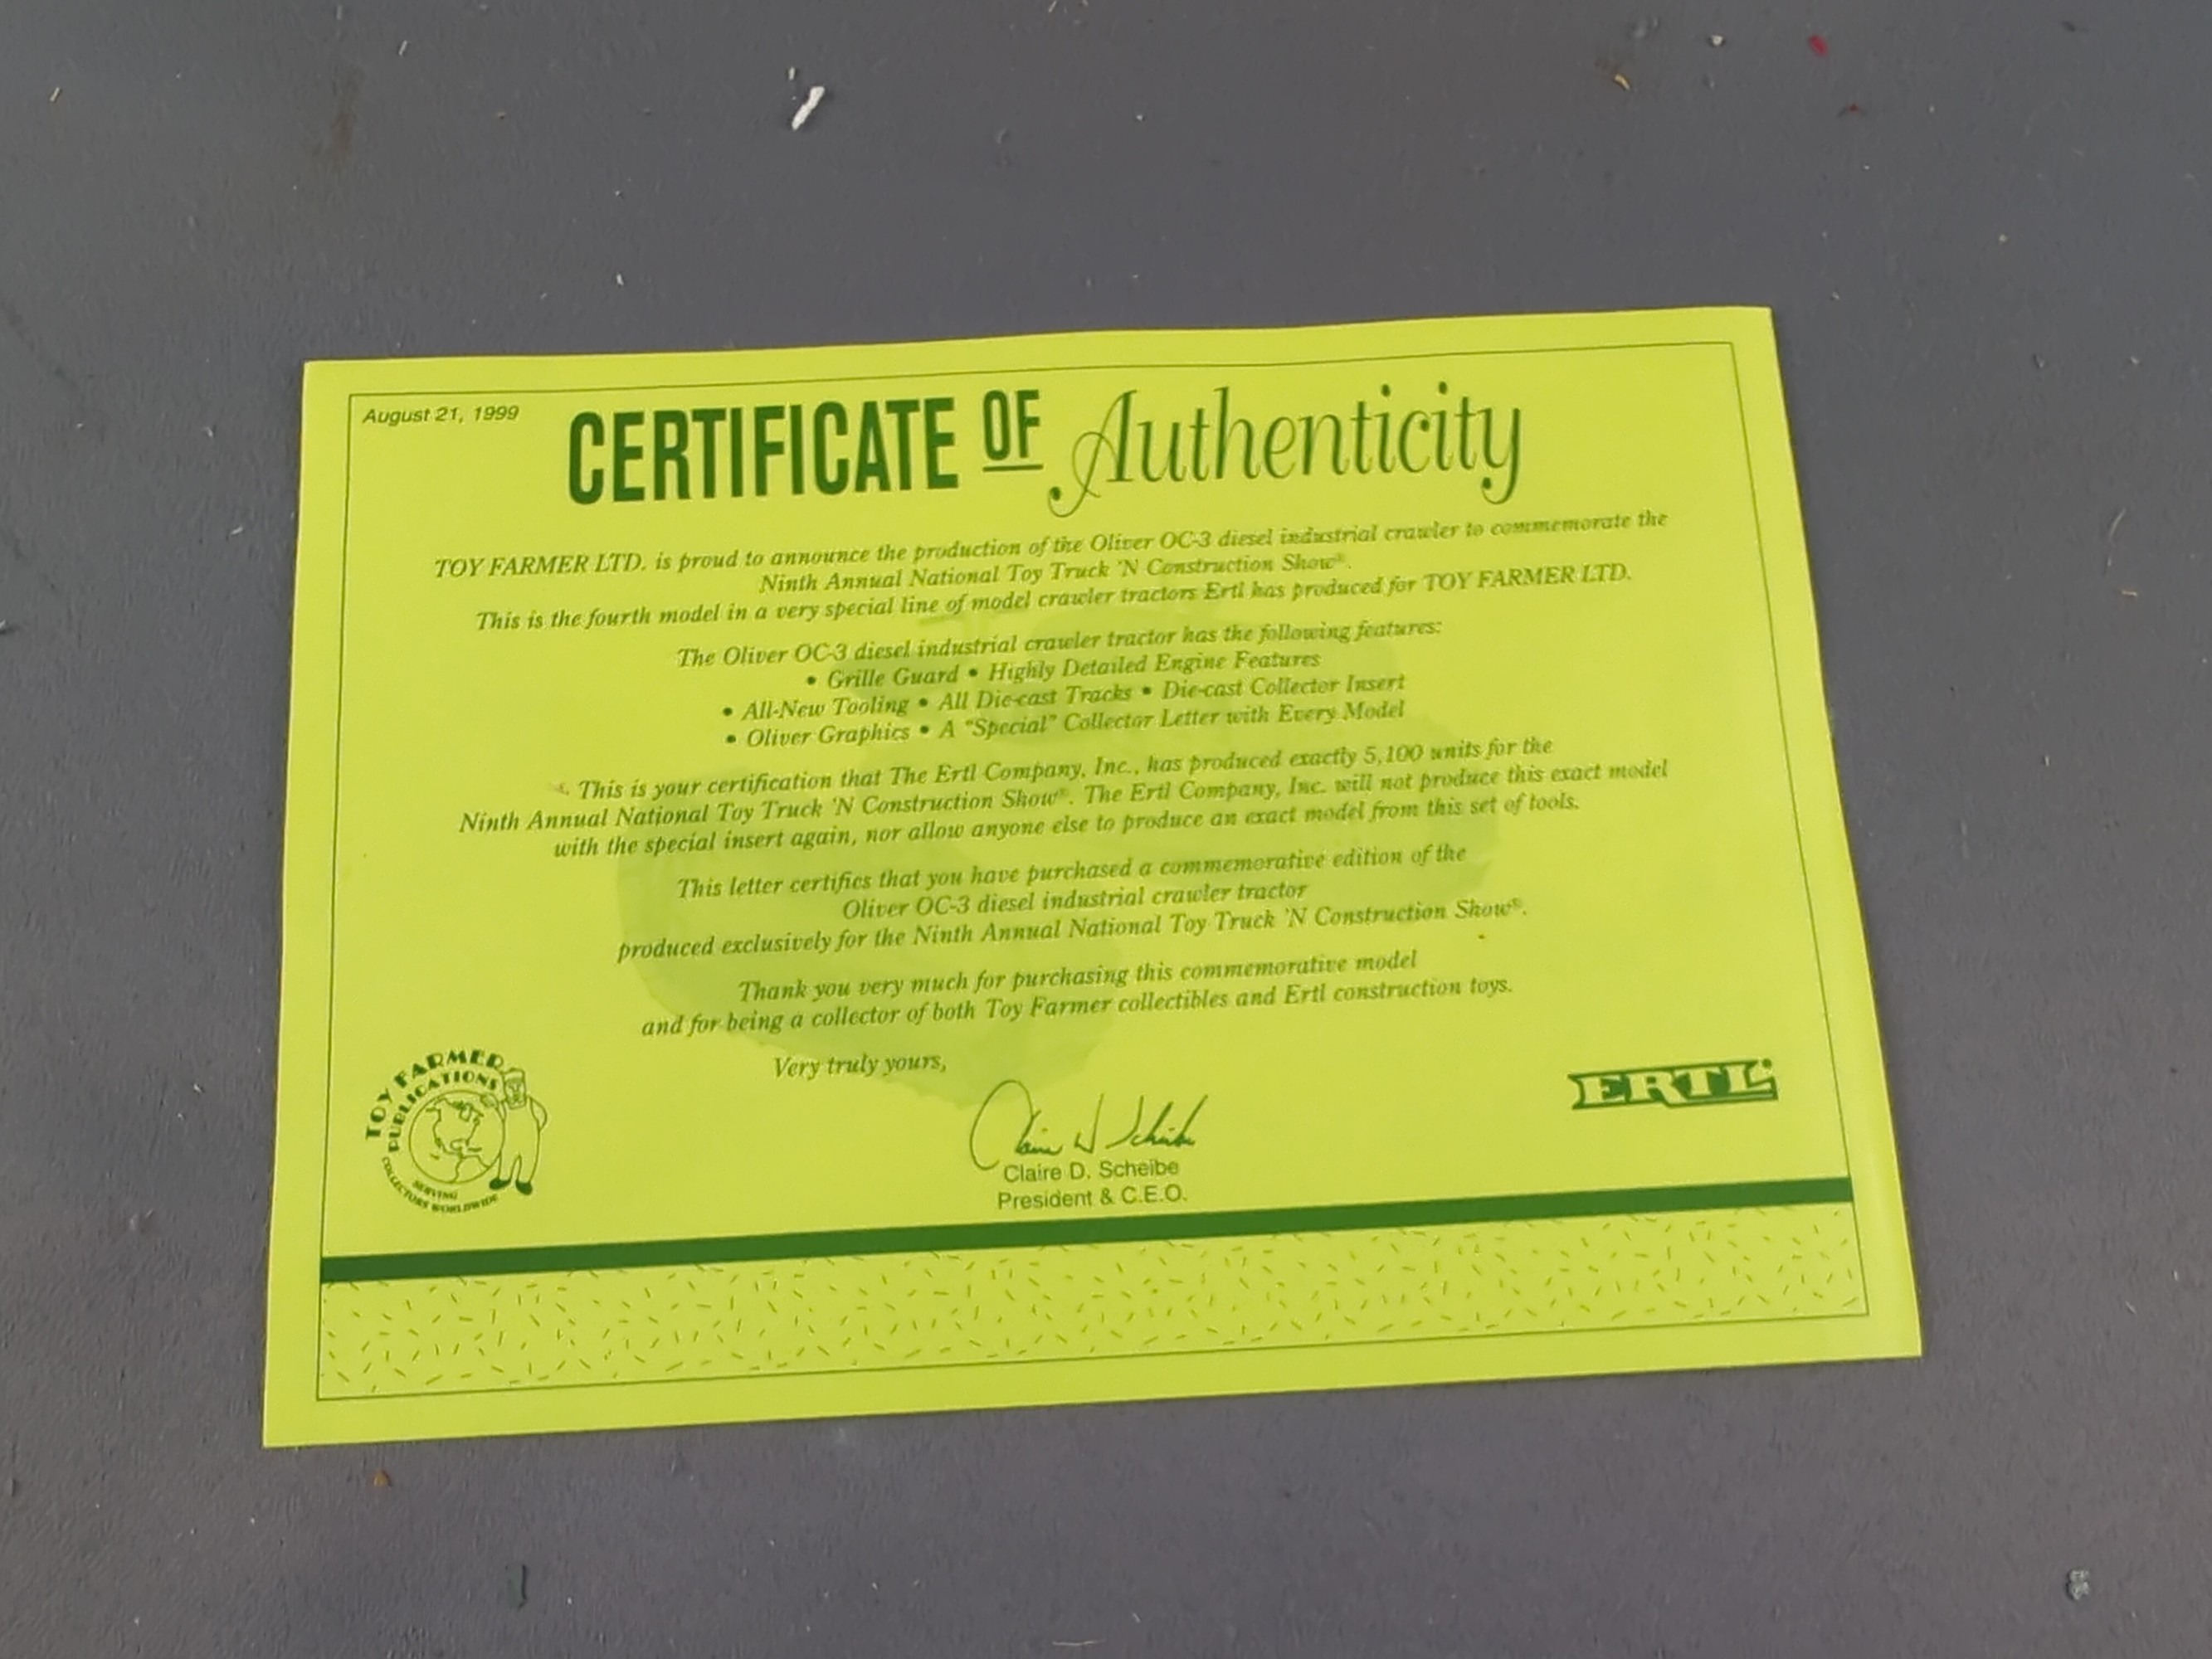 August 21, 1999
CERTIFICATE OF Authenticity
TOY FARMER LTD. is proud to announce the production of the Oliver OC-3 diesel industrial crawler to commemorate the
Ninth Annual National Toy Truck 'N Construction Show®.
This is the fourth model in a very special line of model crawler tractors Ertl has produced for TOY FARMER LTD.
The Oliver OC-3 diesel industrial crawler tractor has the following features:
• Grille Guard • Highly Detailed Engine Features
• All-New Tooling • All Die-cast Tracks • Die-cast Collector Insert
• Oliver Graphics • A "Special" Collector Letter with Every Model
This is your certification that The Ertl Company, Inc., has produced exactly 5,100 units for the
Ninth Annual National Toy Truck 'N Construction Show®. The Ertl Company, Inc. will not produce this exact model
with the special insert again, nor allow anyone else to produce an exact model from this set of tools.
This letter certifies that you have purchased a commemorative edition of the
Oliver OC-3 diesel industrial crawler tractor
produced exclusively for the Ninth Annual National Toy Truck 'N Construction Show®.
Thank you very much for purchasing this commemorative model
and for being a collector of both Toy Farmer collectibles and Ertl construction toys.
Very truly yours,
Claire D. Scheibe
Claire D. Scheibe
President & C.E.O.
TOY FARMER
PUBLICATIONS
SERVING
COLLECTORS WORLDWIDE
ERTL